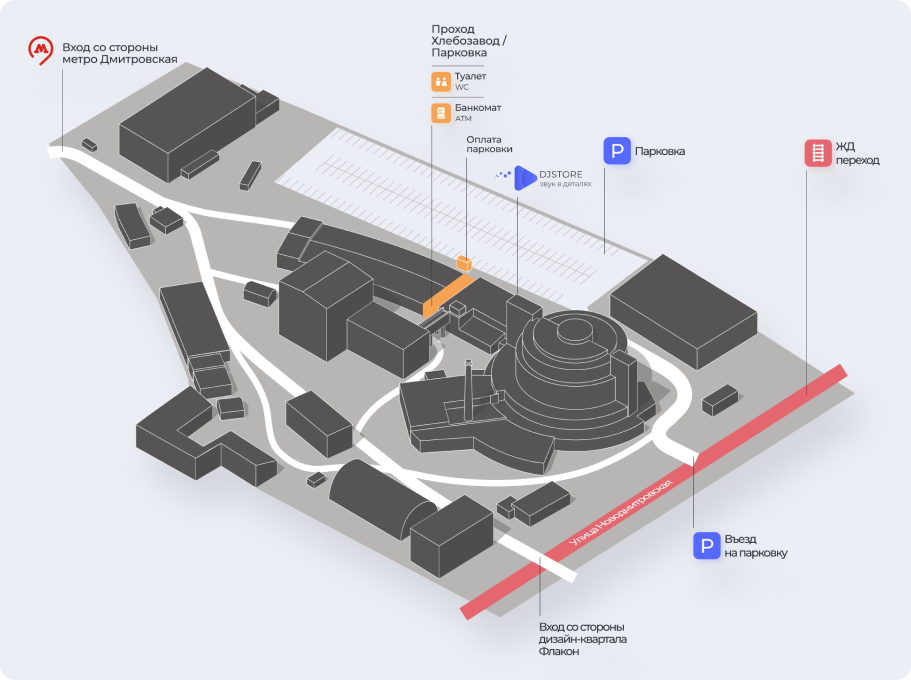 Вход со стороны
метро Дмитровская
Проход
Хлебозавод /
Парковка
Туалет
WC
Банкомат
ATM
Оплата
парковки
DJSTORE
звук в деталях
P
Парковка
ЖД
переход
Улица Новодмитровская
P
Въезд
на парковку
Вход со стороны
дизайн-квартала
Флакон